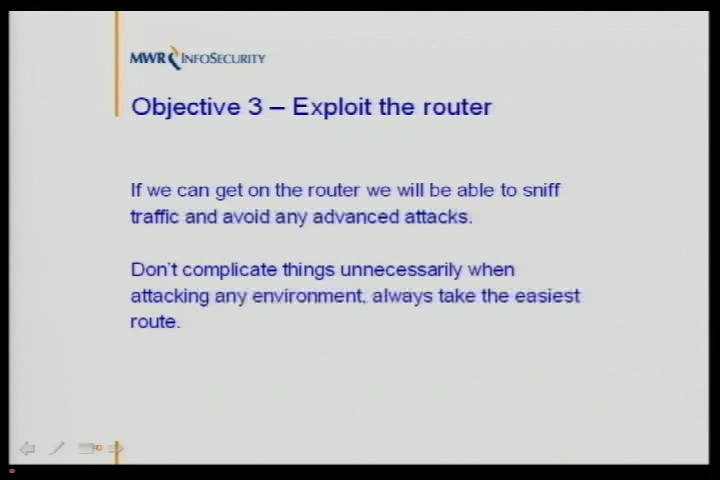 MWR INFOSECURITY
Objective 3 – Exploit the router
If we can get on the router we will be able to sniff
traffic and avoid any advanced attacks.
Don't complicate things unnecessarily when
attacking any environment, always take the easiest
route.